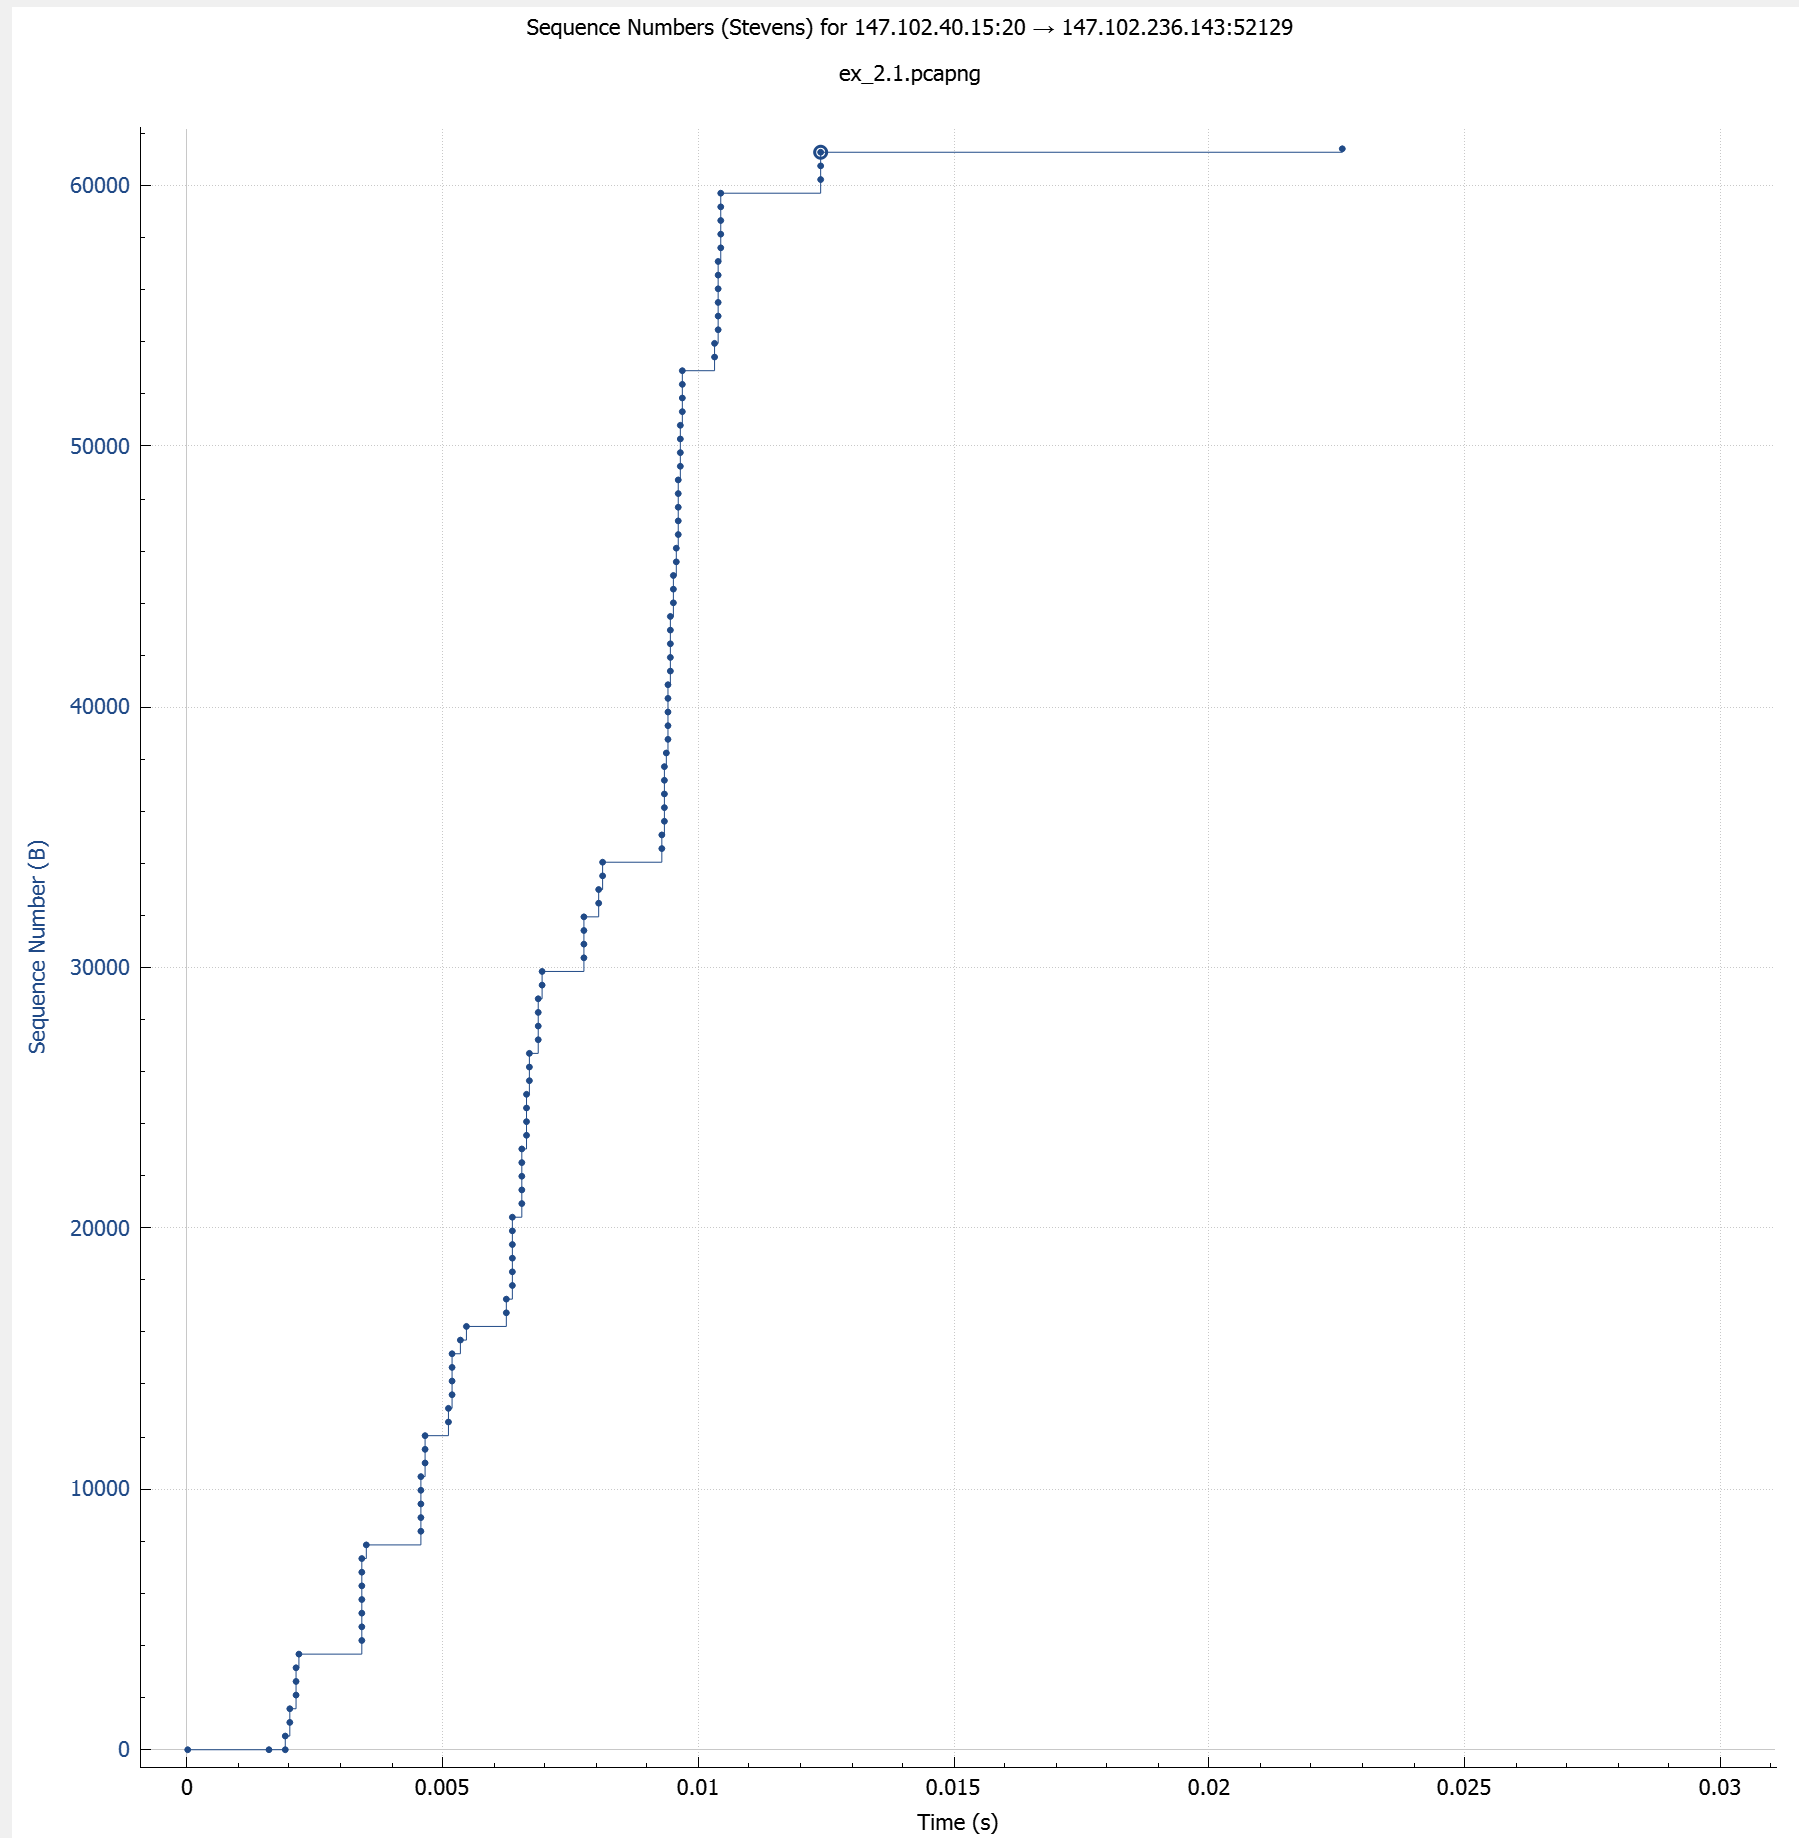 Sequence Numbers (Stevens) for 147.102.40.15:20 → 147.102.236.143:52129
ex_2.1.pcapng
60000
50000
40000
30000
20000
10000
0
Sequence Number (B)
0 0.005 0.01 0.015 0.02 0.025 0.03
Time (s)